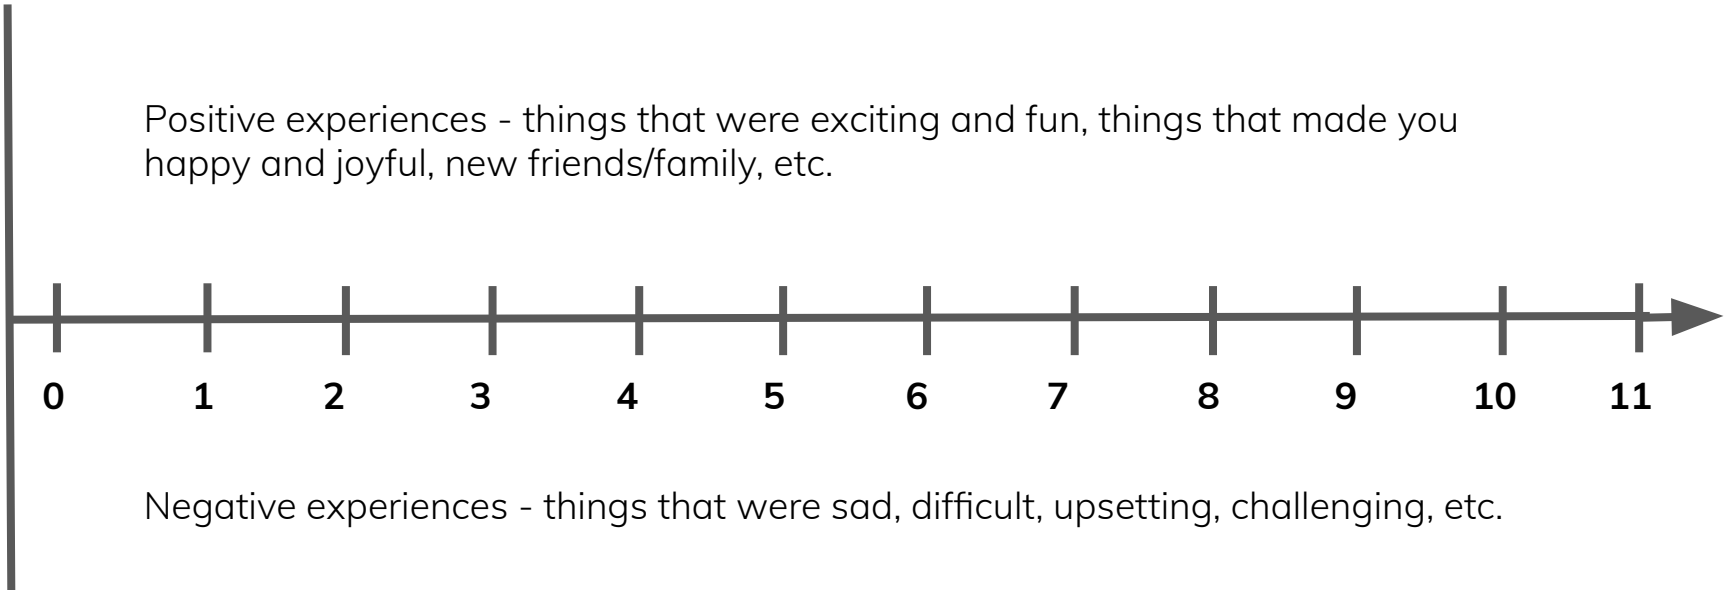 Positive experiences - things that were exciting and fun, things that made you
happy and joyful, new friends/family, etc.
0 1 2 3 4 5 6 7 8 9 10 11
Negative experiences - things that were sad, difficult, upsetting, challenging, etc.